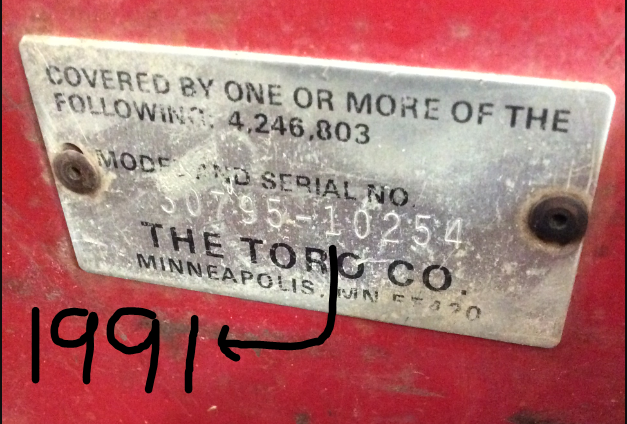 COVERED BY ONE OR MORE OF THE
FOLLOWING: 4,246,803
MODEL AND SERIAL NO.
30795-10254
THE TORO CO.
MINNEAPOLIS, MN 55420
1991